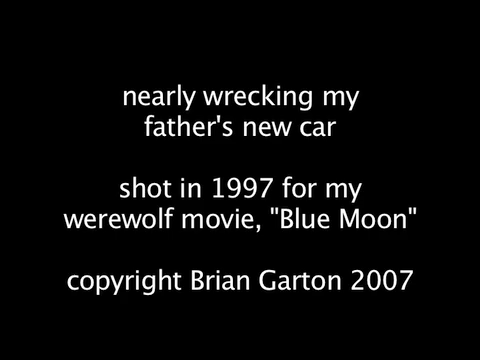 nearly wrecking my
father's new car
shot in 1997 for my
werewolf movie, "Blue Moon"
copyright Brian Garton 2007